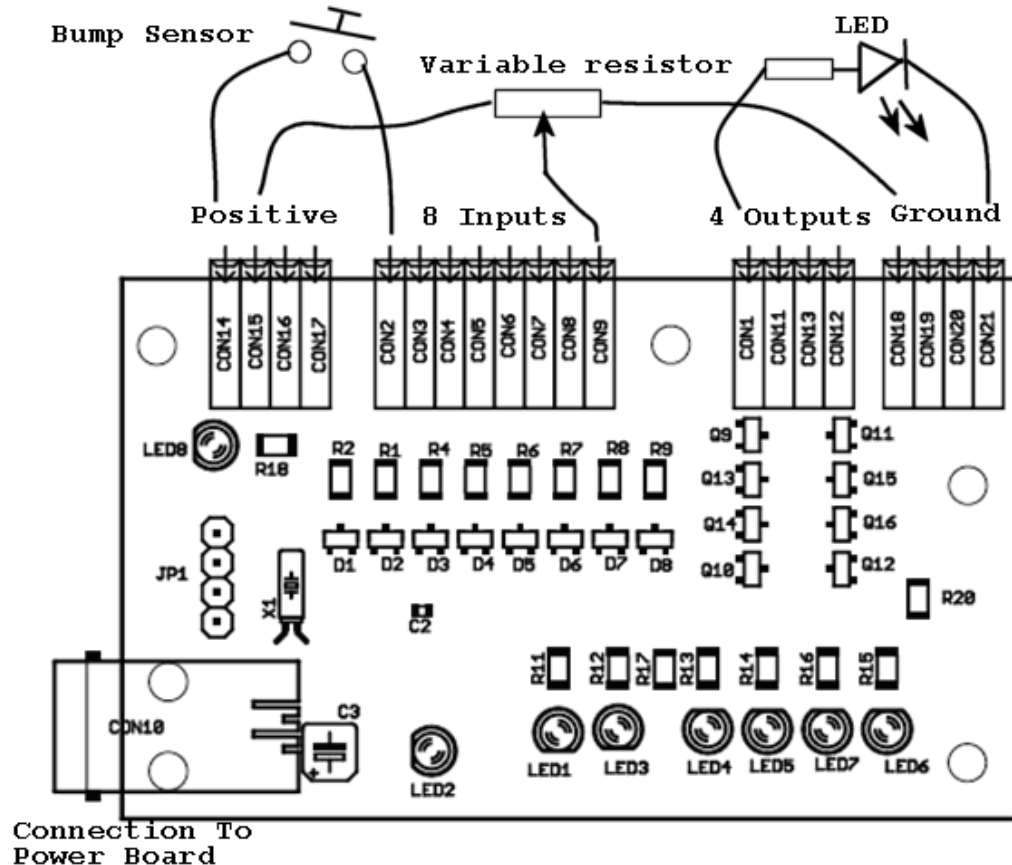 Bump Sensor
LED
Variable resistor
Positive
8 Inputs
4 Outputs
Ground
CON14
CON15
CON16
CON17
CON2
CON3
CON4
CON5
CON6
CON7
CON8
CON9
CON1
CON11
CON13
CON12
CON18
CON19
CON20
CON21
LED8
R18
R2
R1
R4
R5
R6
R7
R8
R9
Q9
Q11
Q13
Q15
Q14
Q16
Q10
Q12
D1
D2
D3
D4
D5
D6
D7
D8
JP1
X1
C2
R20
R11
R12
R17
R13
R14
R16
R15
CON10
C3
+
LED2
LED1
LED3
LED4
LED5
LED7
LED6
Connection To
Power Board